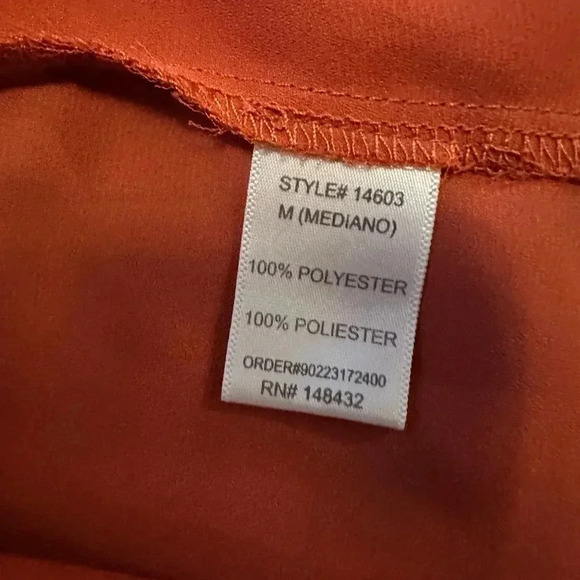 STYLE# 14603
M (MEDIANO)
100% POLYESTER
100% POLIESTER
ORDER#90223172400
RN# 148432